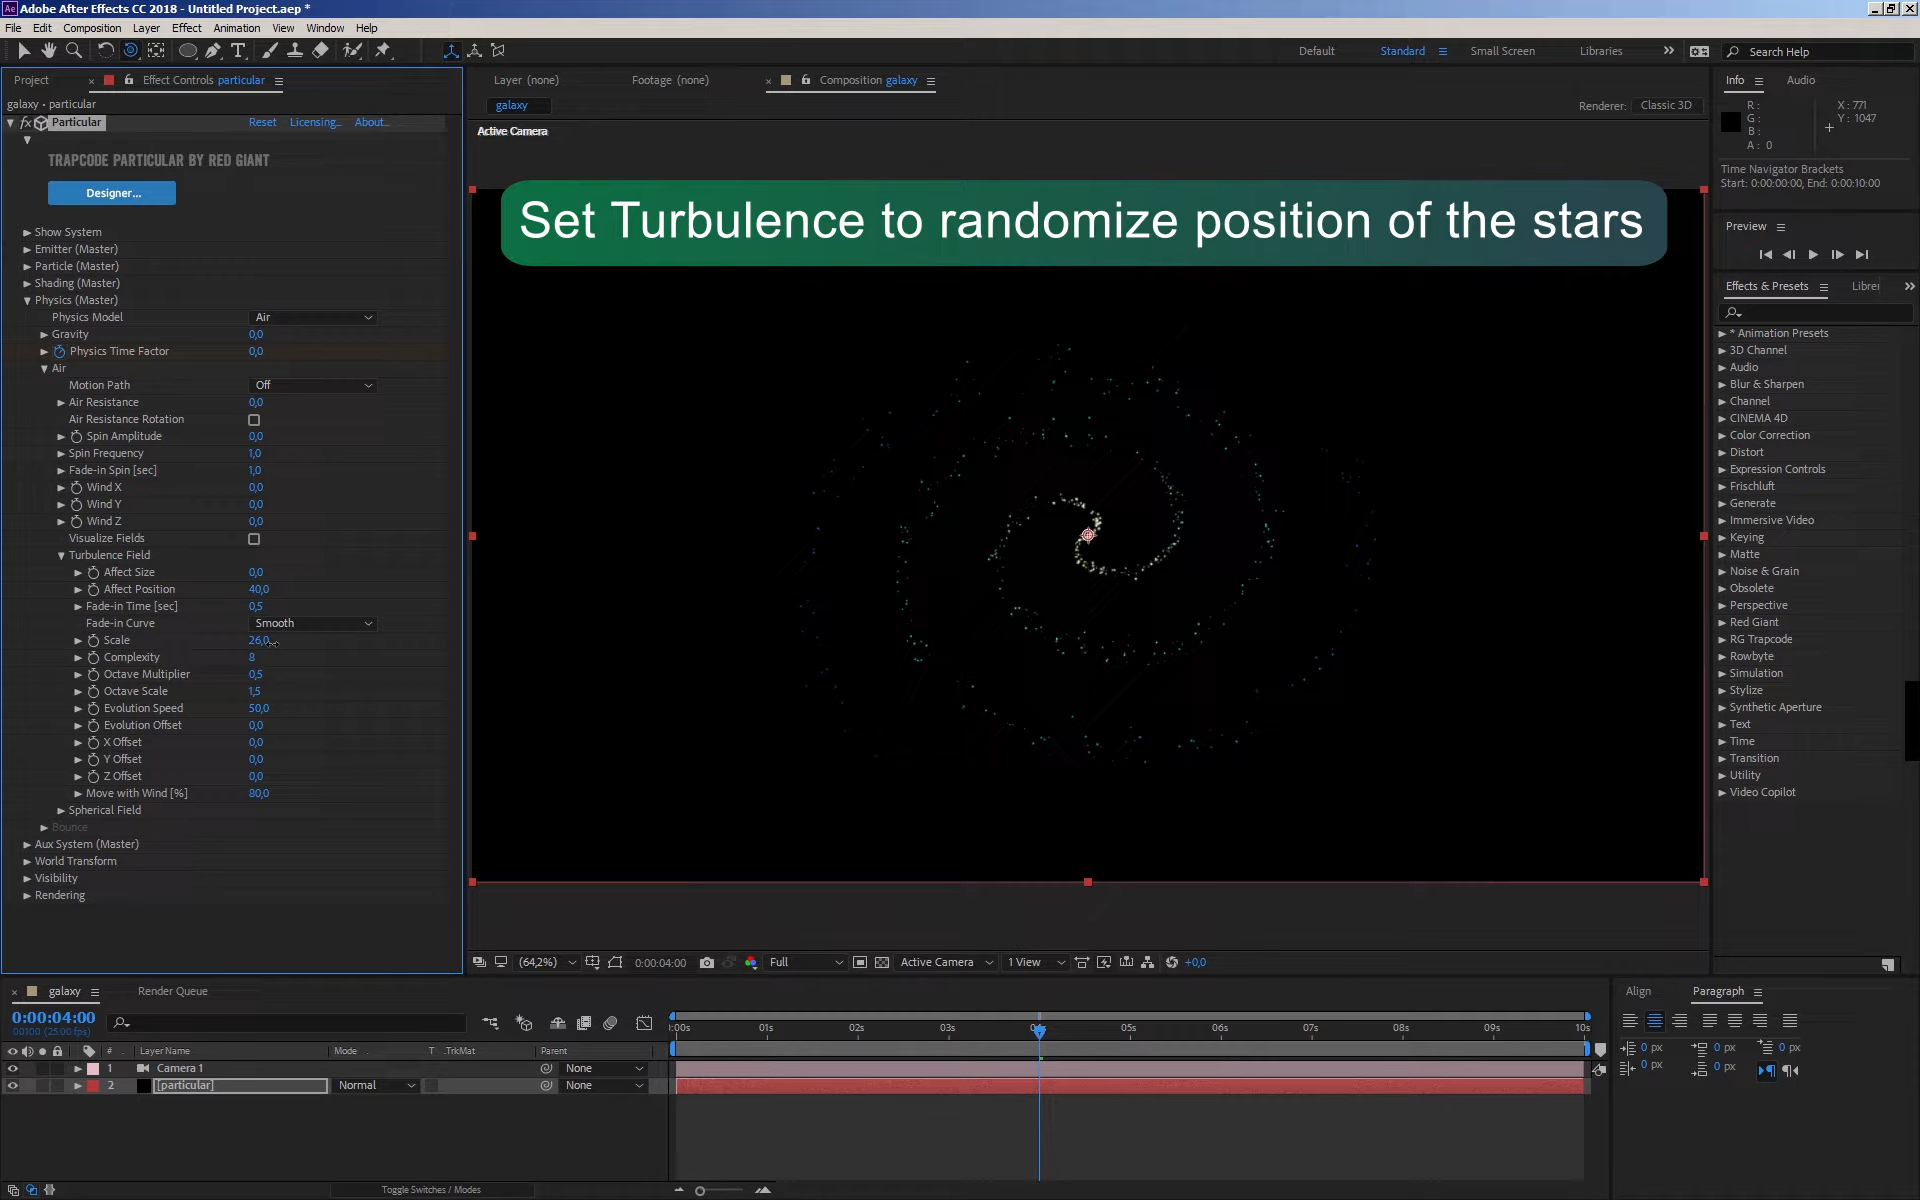 Adobe After Effects CC 2018 - Untitled Project.aep *
File Edit Composition Layer Effect Animation View Window Help
Default Standard Small Screen Libraries Search Help
Project Effect Controls particular
Layer (none) Footage (none) Composition galaxy
Info Audio
galaxy • particular
galaxy
Renderer: Classic 3D
fx Particular Reset Licensing... About...
Active Camera
R :
G :
B :
A : 0
X : 771
Y : 1047
TRAPCODE PARTICULAR BY RED GIANT
Designer...
Set Turbulence to randomize position of the stars
Time Navigator Brackets
Start: 0:00:00:00, End: 0:00:10:00
Preview
Effects & Presets Librer
Show System
Emitter (Master)
Particle (Master)
Shading (Master)
Physics (Master)
Physics Model Air
Gravity 0,0
Physics Time Factor 0,0
Air
Motion Path Off
Air Resistance 0,0
Air Resistance Rotation
Spin Amplitude 0,0
Spin Frequency 1,0
Fade-in Spin [sec] 1,0
Wind X 0,0
Wind Y 0,0
Wind Z 0,0
Visualize Fields
Turbulence Field
Affect Size 0,0
Affect Position 40,0
Fade-in Time [sec] 0,5
Fade-in Curve Smooth
Scale 26,0
Complexity 8
Octave Multiplier 0,5
Octave Scale 1,5
Evolution Speed 50,0
Evolution Offset 0,0
X Offset 0,0
Y Offset 0,0
Z Offset 0,0
Move with Wind [%] 80,0
Spherical Field
Bounce
Aux System (Master)
World Transform
Visibility
Rendering
* Animation Presets
3D Channel
Audio
Blur & Sharpen
Channel
CINEMA 4D
Color Correction
Distort
Expression Controls
Frischluft
Generate
Immersive Video
Keying
Matte
Noise & Grain
Obsolete
Perspective
Red Giant
RG Trapcode
Rowbyte
Simulation
Stylize
Synthetic Aperture
Text
Time
Transition
Utility
Video Copilot
(64,2%) 0:00:04:00 Full Active Camera 1 View +0,0
galaxy Render Queue
Align Paragraph
0:00:04:00
00100 (25.00 fps)
:00s 01s 02s 03s 05s 06s 07s 08s 09s 10s
# Layer Name Mode T .TrkMat Parent
1 Camera 1 None
2 [particular] Normal None
0 px 0 px 0 px
0 px 0 px
Toggle Switches / Modes